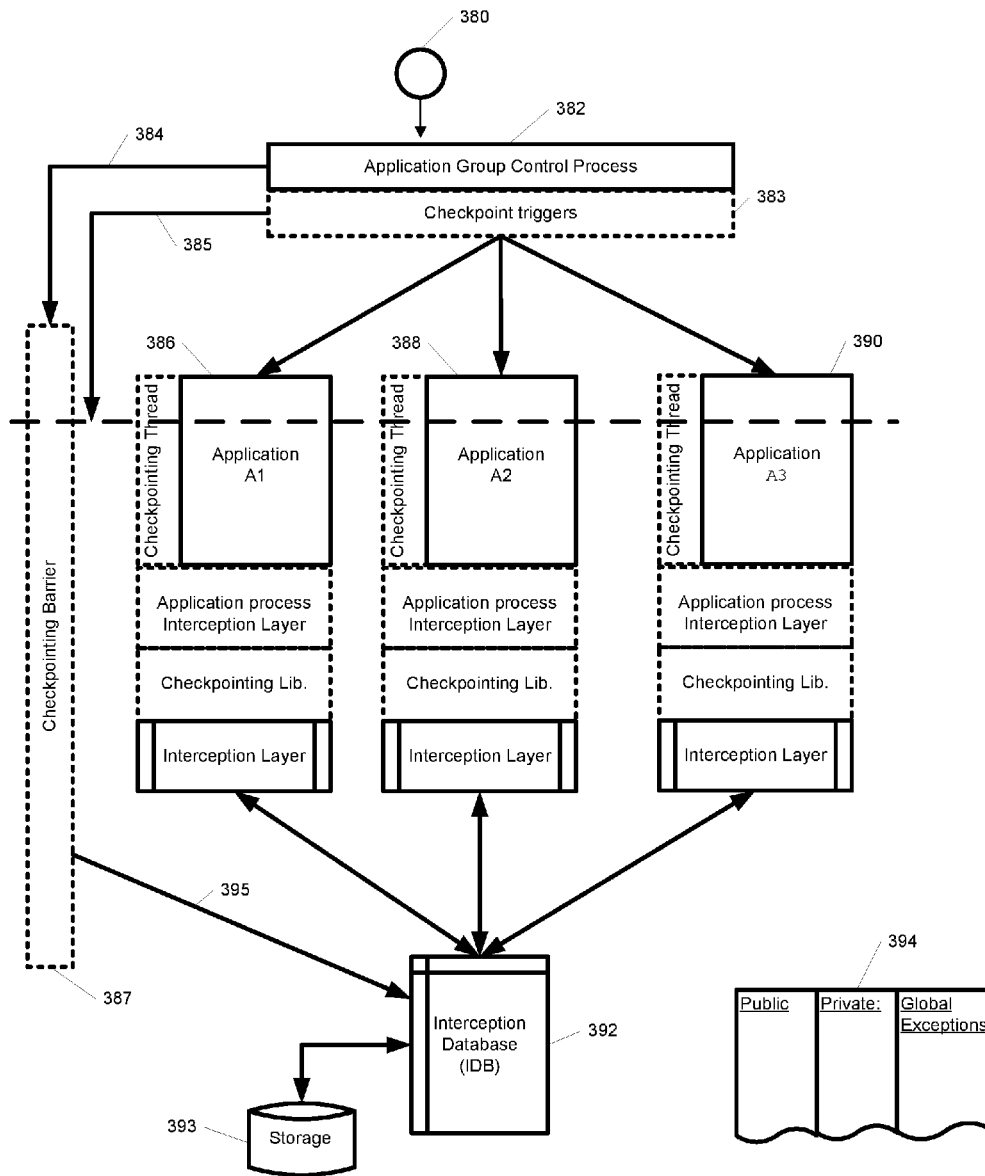 380
382
384
Application Group Control Process
383
Checkpoint triggers
385
386
388
390
Checkpointing Thread
Application
A1
Checkpointing Thread
Application
A2
Checkpointing Thread
Application
A3
Checkpointing Barrier
Application process
Interception Layer
Application process
Interception Layer
Application process
Interception Layer
Checkpointing Lib.
Checkpointing Lib.
Checkpointing Lib.
Interception Layer
Interception Layer
Interception Layer
395
387
394
Public
Private:
Global
Exceptions
Interception
Database
(IDB)
392
393
Storage